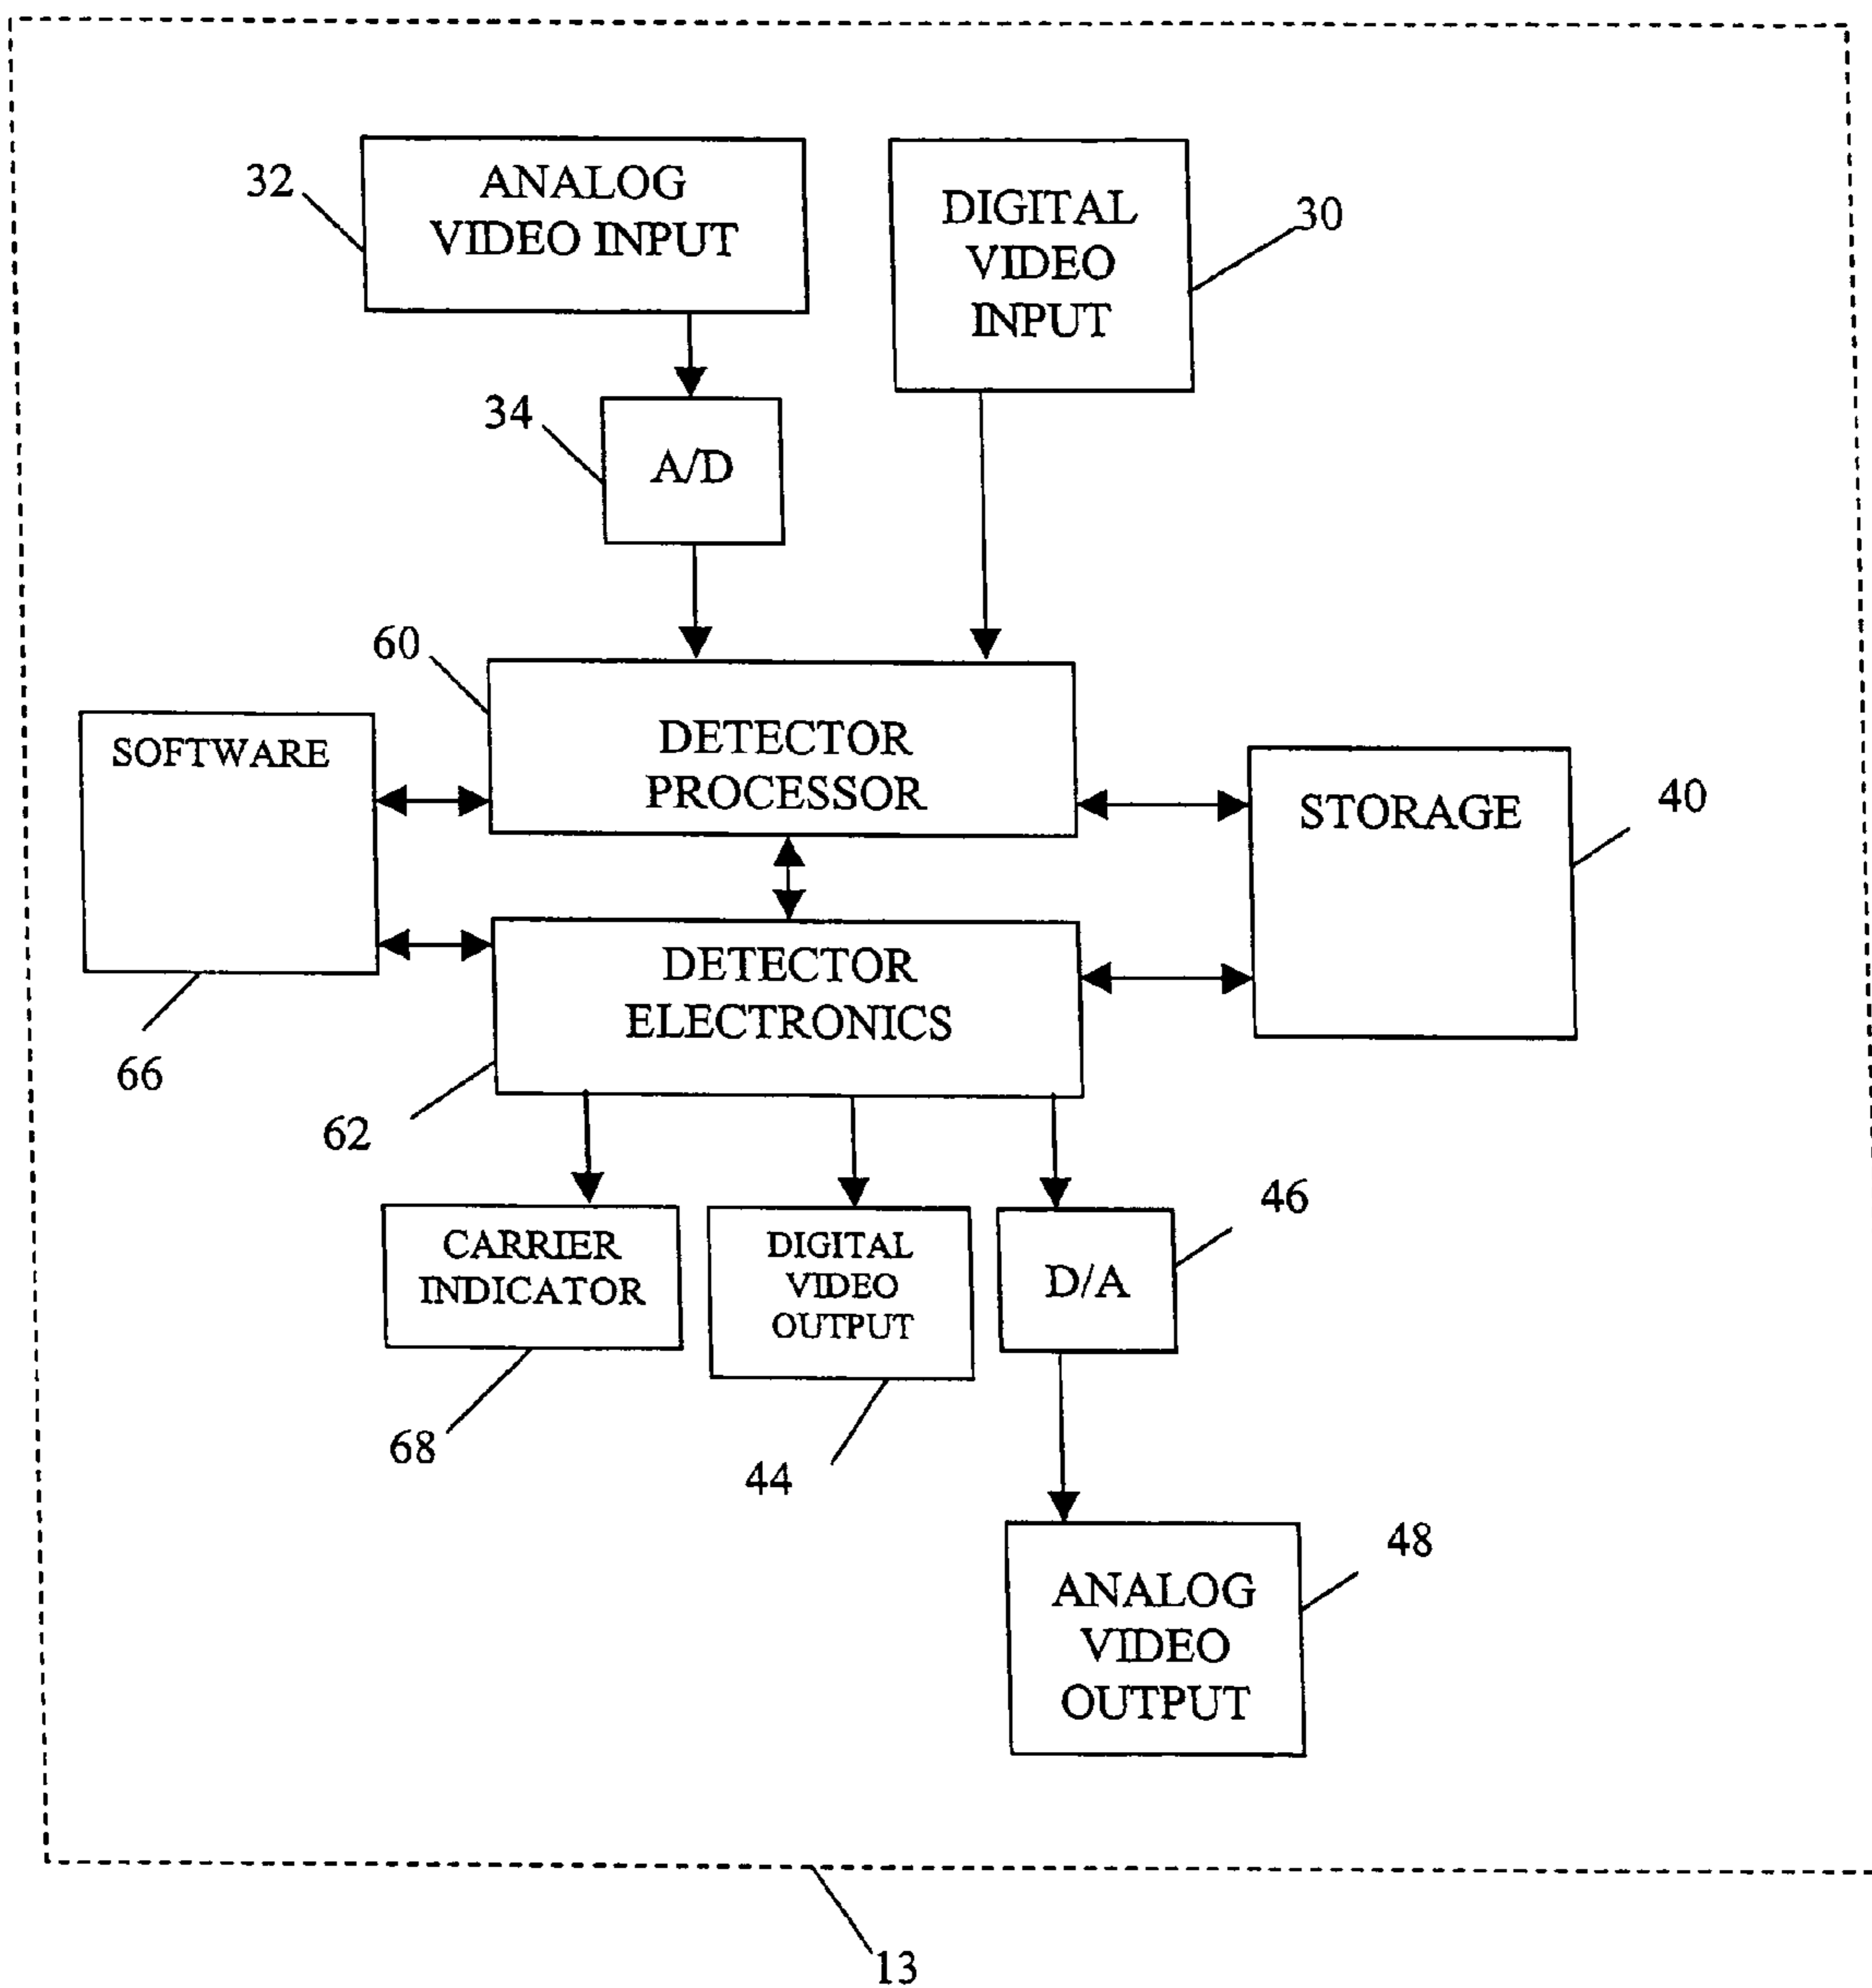 32
ANALOG
VIDEO INPUT
DIGITAL
VIDEO
INPUT
30
34
A/D
60
SOFTWARE
DETECTOR
PROCESSOR
STORAGE
40
DETECTOR
ELECTRONICS
66
62
CARRIER
INDICATOR
DIGITAL
VIDEO
OUTPUT
D/A
46
68
44
ANALOG
VIDEO
OUTPUT
48
13